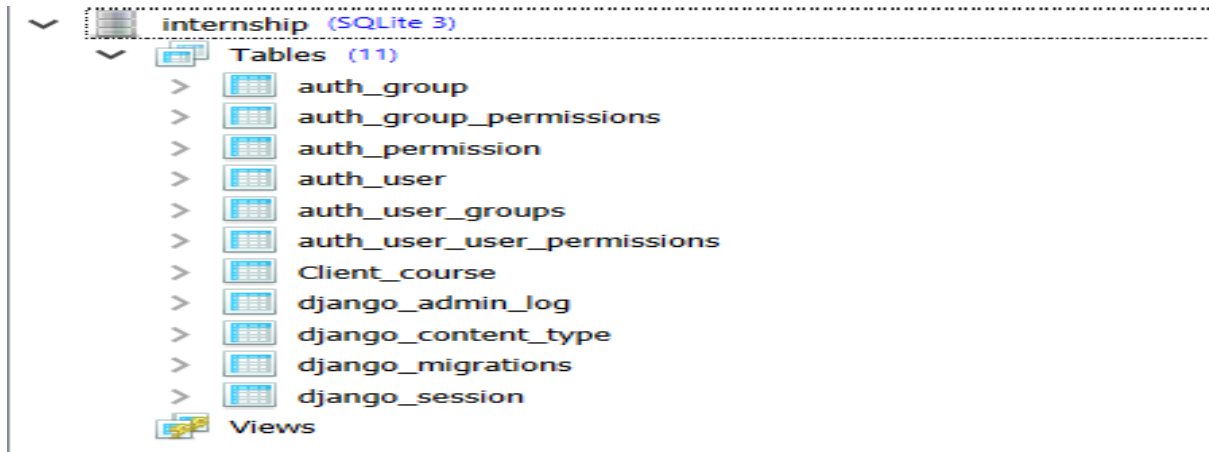 internship (SQLite 3)
Tables (11)
auth_group
auth_group_permissions
auth_permission
auth_user
auth_user_groups
auth_user_user_permissions
Client_course
django_admin_log
django_content_type
django_migrations
django_session
Views